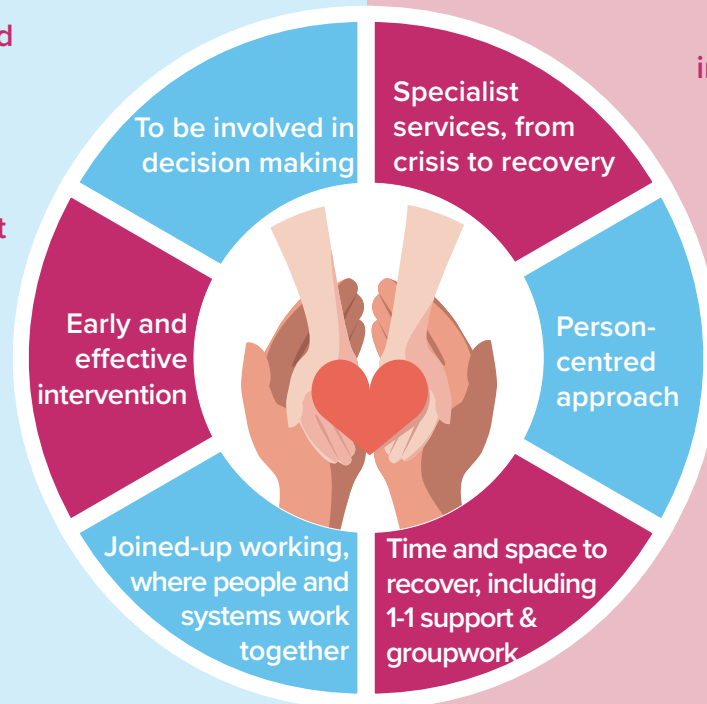 d
in
t
To be involved in
decision making
Specialist
services, from
crisis to recovery
Person-
centred
approach
Time and space to
recover, including
1-1 support &
groupwork
Joined-up working,
where people and
systems work
together
Early and
effective
intervention